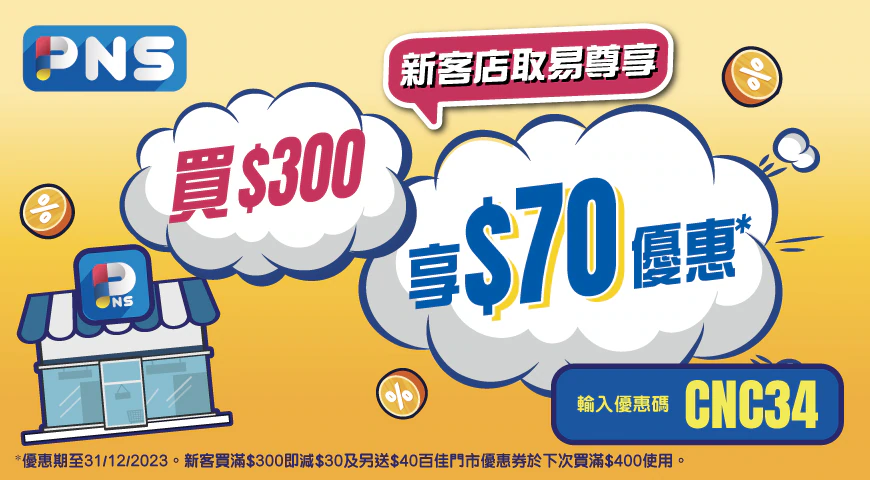 PNS
新客店取易尊享
買$300
享$70優惠*
PNS
輸入優惠碼 CNC34
*優惠期至31/12/2023。新客買滿$300即減$30及另送$40百佳門市優惠券於下次買滿$400使用。